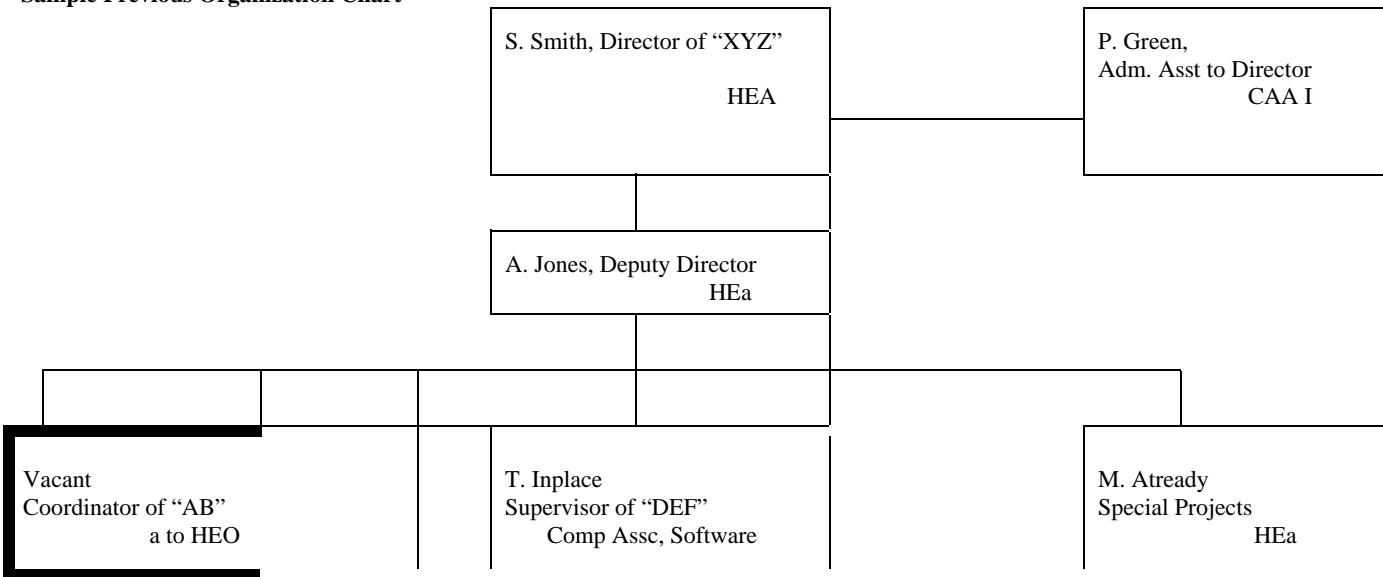 Sample Previous Organization Chart
S. Smith, Director of “XYZ”
HEA
P. Green,
Adm. Asst to Director
CAA I
A. Jones, Deputy Director
HEa
Vacant
Coordinator of “AB”
a to HEO
T. Inplace
Supervisor of “DEF”
Comp Assc, Software
M. Atready
Special Projects
HEa